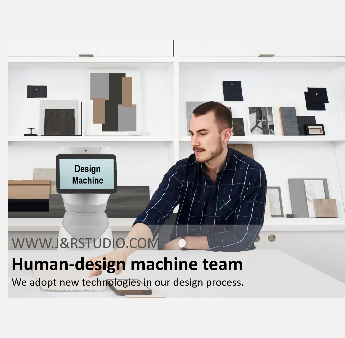 Design
Machine
WWW.J&RSTUDIO.COM
Human-design machine team
We adopt new technologies in our design process.